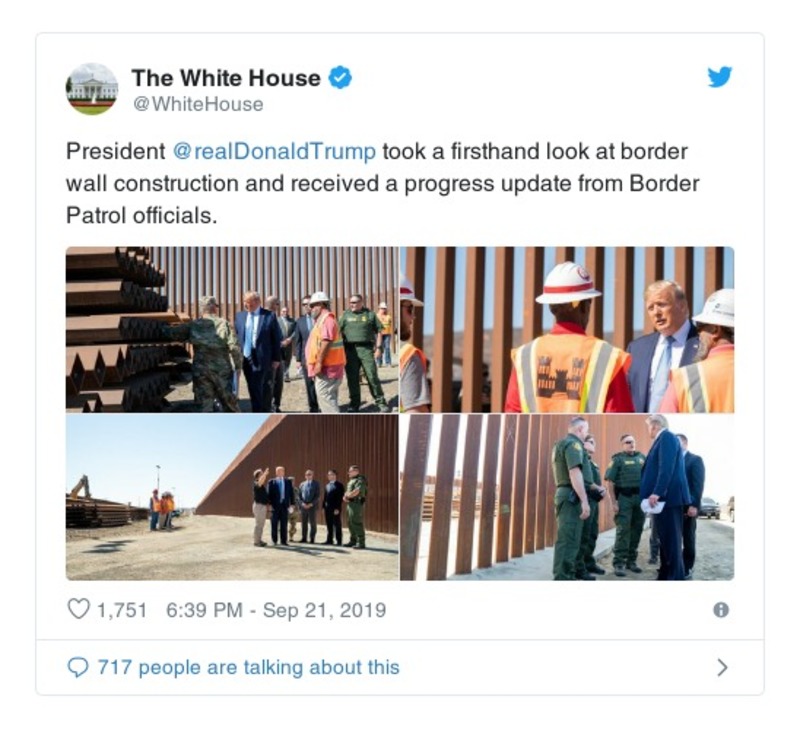 The White House
@WhiteHouse
President @realDonaldTrump took a firsthand look at border
wall construction and received a progress update from Border
Patrol officials.
1,751 6:39 PM - Sep 21, 2019
717 people are talking about this